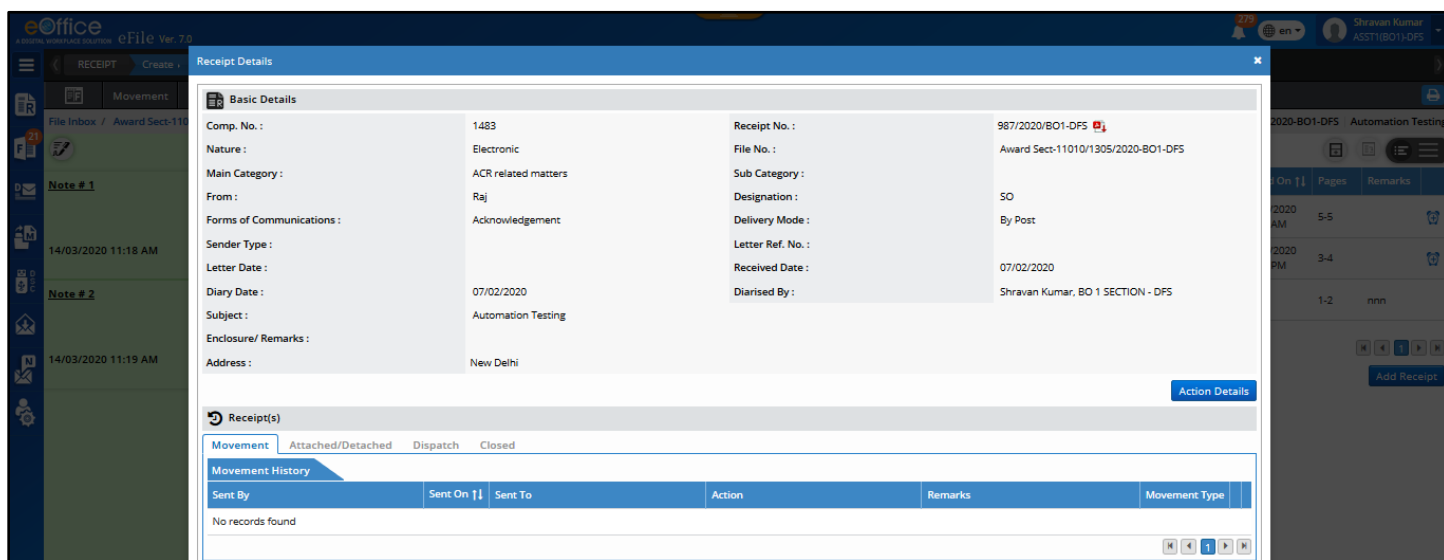 eOffice
A DIGITAL WORKPLACE SOLUTION eFile Ver. 7.0
279
en
Shravan Kumar
ASST1(BO1)-DFS
RECEIPT Create
Receipt Details
Movement
File Inbox / Award Sect-110
2020-BO1-DFS Automation Testing
21
Note # 1
14/03/2020 11:18 AM
Note # 2
14/03/2020 11:19 AM
Basic Details
Comp. No. : 1483 Receipt No. : 987/2020/BO1-DFS
Nature : Electronic File No. : Award Sect-11010/1305/2020-BO1-DFS
Main Category : ACR related matters Sub Category :
From : Raj Designation : SO
Forms of Communications : Acknowledgement Delivery Mode : By Post
Sender Type : Letter Ref. No. :
Letter Date : Received Date : 07/02/2020
Diary Date : 07/02/2020 Diarised By : Shravan Kumar, BO 1 SECTION - DFS
Subject : Automation Testing
Enclosure/ Remarks :
Address : New Delhi
Action Details
Receipt(s)
Movement Attached/Detached Dispatch Closed
Movement History
Sent By Sent On Sent To Action Remarks Movement Type
No records found
1
On Pages Remarks
2020 5-5
AM
2020 3-4
PM
1-2 nnn
1
Add Receipt
DSC